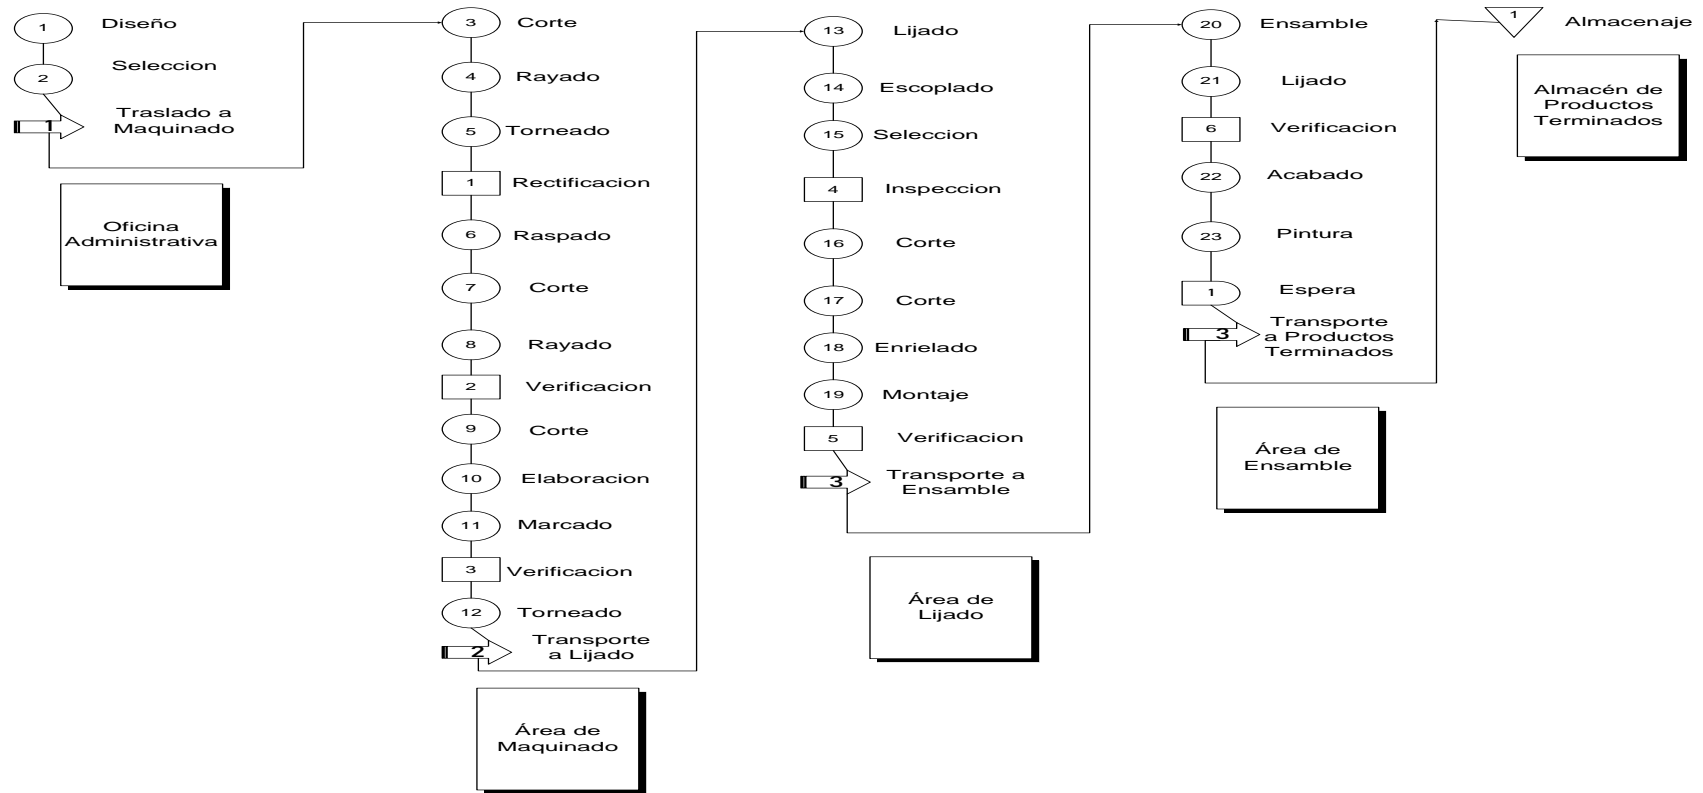 1 Diseño
2 Seleccion
1 Traslado a
Maquinado
Oficina
Administrativa
3 Corte
4 Rayado
5 Torneado
1 Rectificacion
6 Raspado
7 Corte
8 Rayado
2 Verificacion
9 Corte
10 Elaboracion
11 Marcado
3 Verificacion
12 Torneado
2 Transporte
a Lijado
Área de
Maquinado
13 Lijado
14 Escoplado
15 Seleccion
4 Inspeccion
16 Corte
17 Corte
18 Enrielado
19 Montaje
5 Verificacion
3 Transporte a
Ensamble
Área de
Lijado
20 Ensamble
21 Lijado
6 Verificacion
22 Acabado
23 Pintura
1 Espera
3 Transporte
a Productos
Terminados
Área de
Ensamble
1 Almacenaje
Almacén de
Productos
Terminados